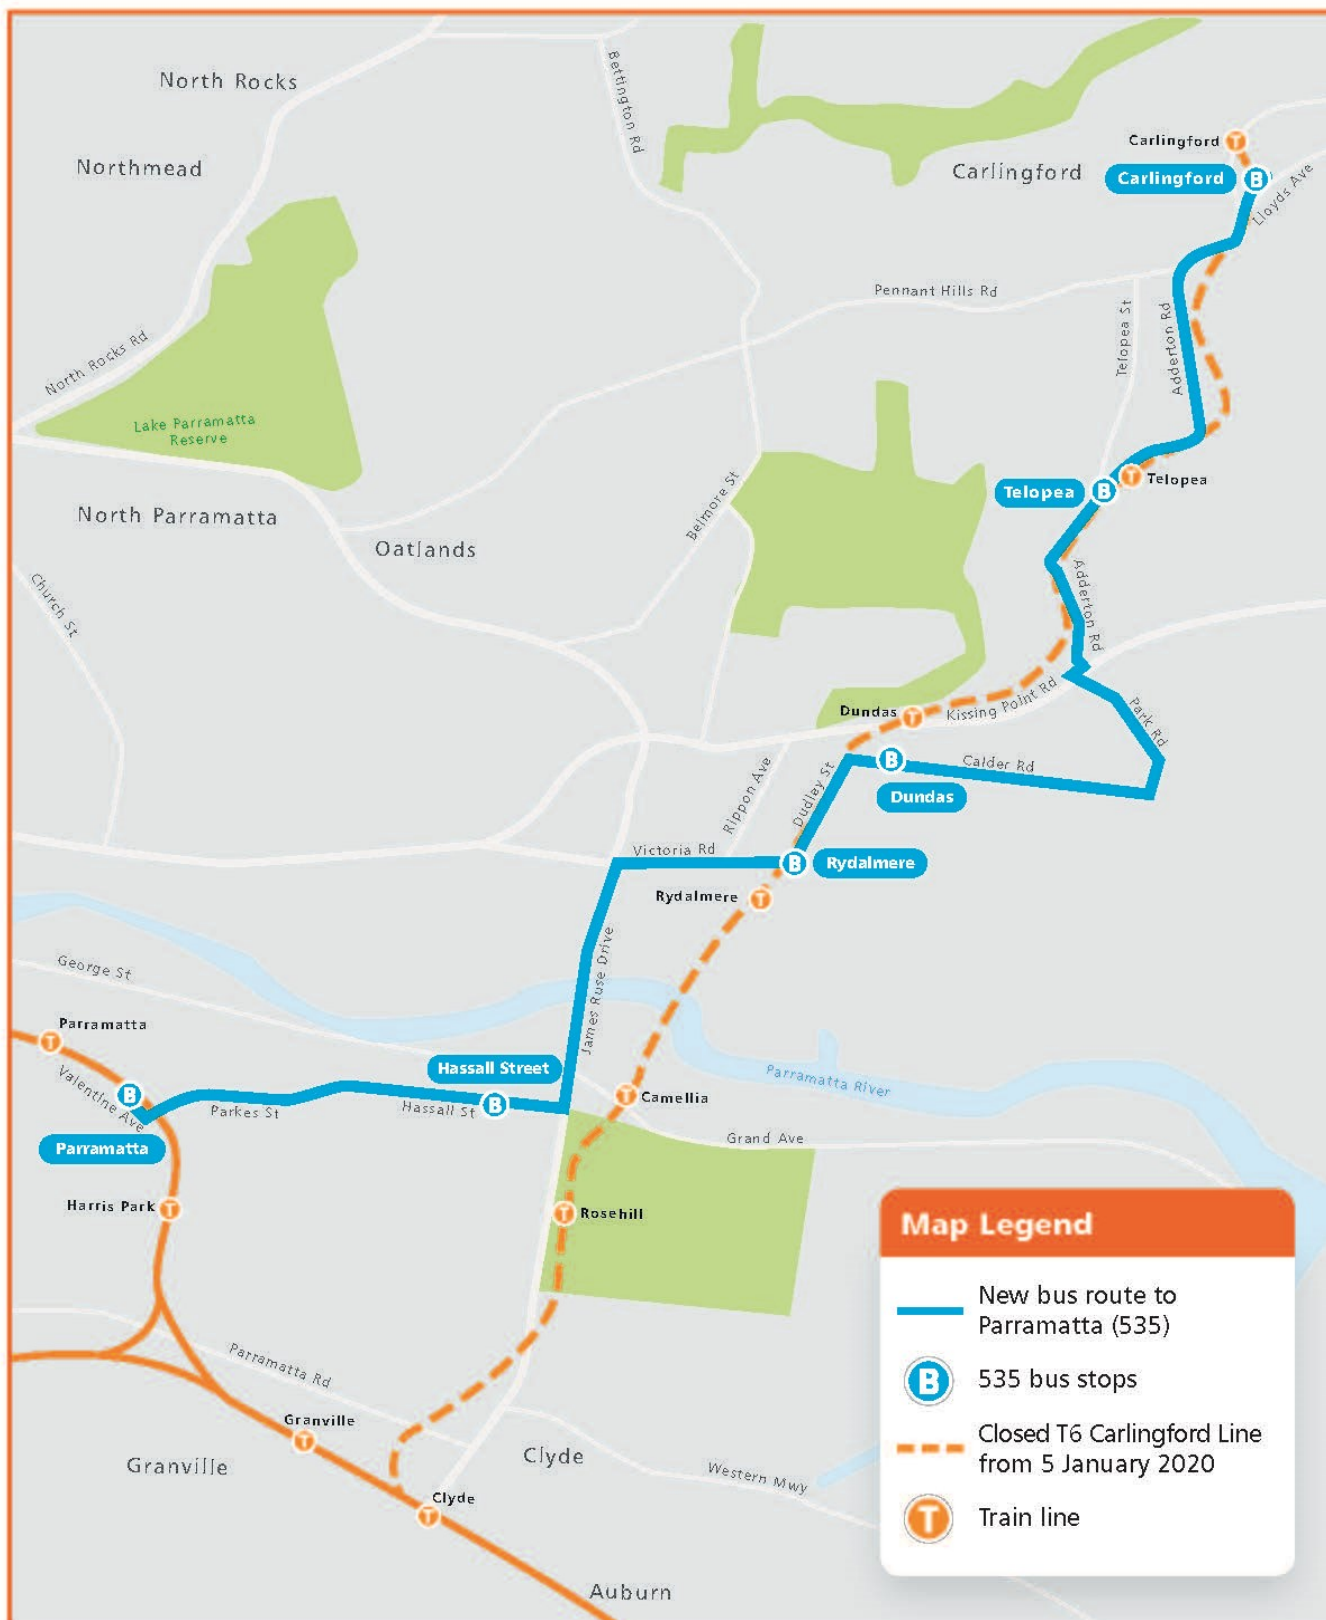 North Rocks
Bettington Rd
Northmead
Carlingford
Carlingford
Carlingford
Lloyds Ave
Pennant Hills Rd
Telopea St
Adderton Rd
North Rocks Rd
Lake Parramatta
Reserve
Telopea
Telopea
Belmore St
North Parramatta
Oatlands
Church St
Adderton Rd
Dundas
Kissing Point Rd
Park Rd
Calder Rd
Dundas
Rippon Ave
Dudley St
Victoria Rd
Rydalmere
Rydalmere
James Ruse Drive
George St
Parramatta
Valentine Ave
Parkes St
Hassall Street
Hassall St
Parramatta
Camellia
Parramatta River
Grand Ave
Harris Park
Rosehill
Parramatta Rd
Granville
Granville
Clyde
Clyde
Western Mwy
Auburn
B
B
B
B
B
B
T
T
T
T
T
T
T
T
T
T
Map Legend
New bus route to
Parramatta (535)
B
535 bus stops
Closed T6 Carlingford Line
from 5 January 2020
T
Train line